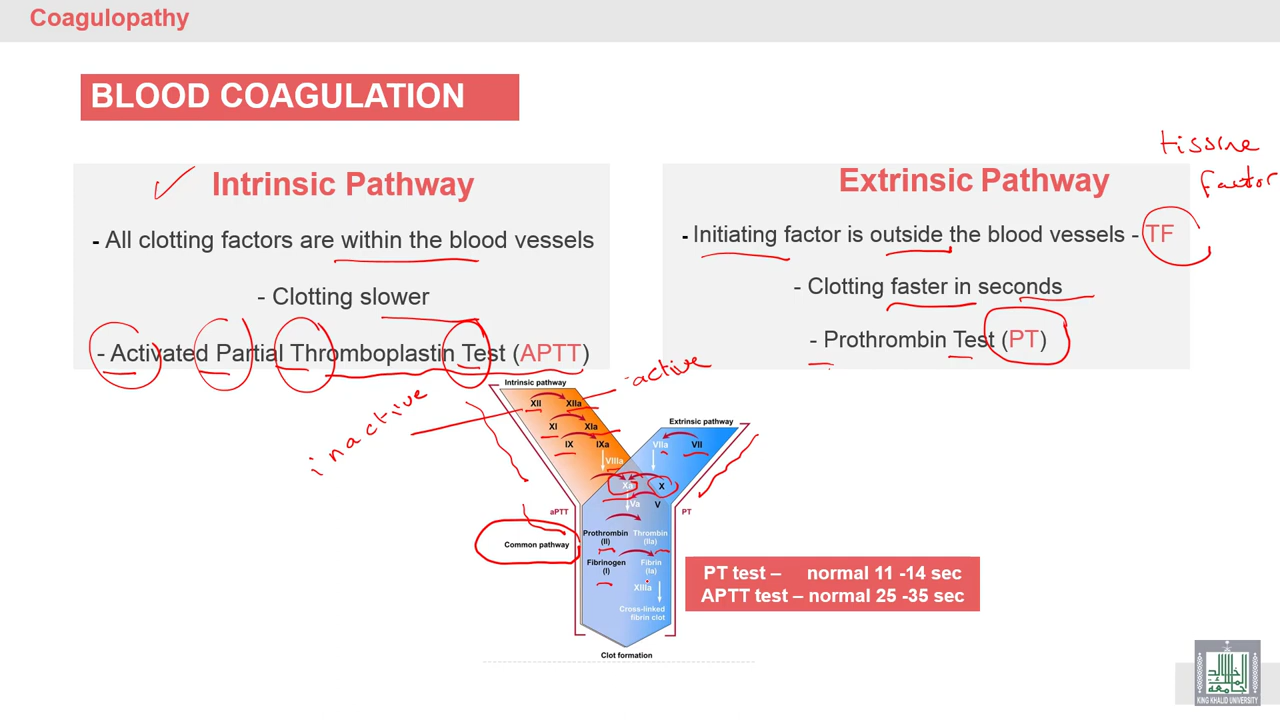 Coagulopathy
BLOOD COAGULATION
Intrinsic Pathway
- All clotting factors are within the blood vessels
- Clotting slower
- Activated Partial Thromboplastin Test (APTT)
tissue
factor
Extrinsic Pathway
- Initiating factor is outside the blood vessels - TF
- Clotting faster in seconds
- Prothrombin Test (PT)
inactive
active
Intrinsic pathway
XII XIIa
XI XIa
IX IXa
VIIIa
Extrinsic pathway
VIIa VII
Xa X
Va V
aPTT
PT
Common pathway
Prothrombin (II) Thrombin (IIa)
Fibrinogen (I) Fibrin (Ia)
XIIIa
Cross-linked
fibrin clot
Clot formation
PT test – normal 11 -14 sec
APTT test – normal 25 -35 sec
KING KHALID UNIVERSITY